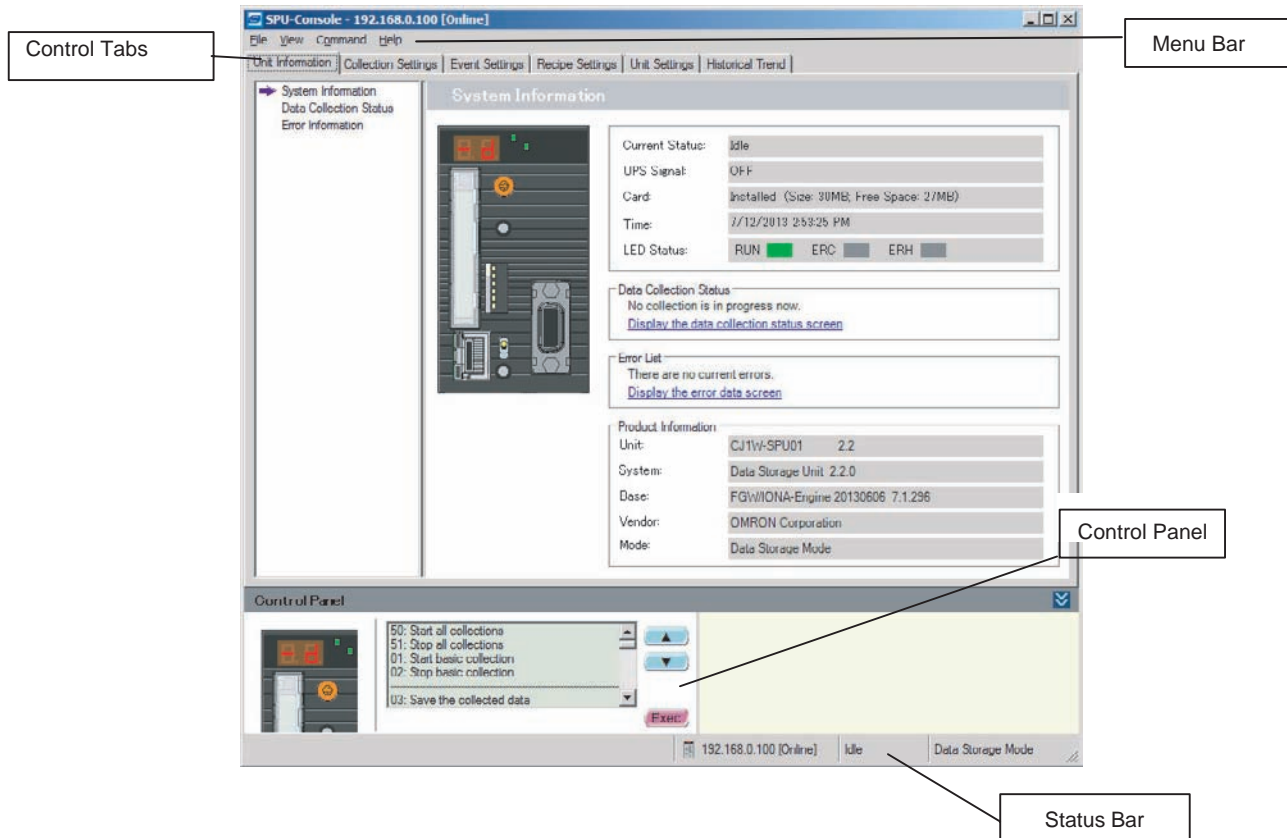 SPU-Console - 192.168.0.100 [Online]
File View Command Help
Control Tabs
Menu Bar
Unit Information Collection Settings Event Settings Recipe Settings Unit Settings Historical Trend
System Information
Data Collection Status
Error Information
System Information
Current Status: Idle
UPS Signal: OFF
Card: Installed (Size: 30MB; Free Space: 27MB)
Time: 7/12/2013 2:53:25 PM
LED Status: RUN ERC ERH
Data Collection Status
No collection is in progress now.
Display the data collection status screen
Error List
There are no current errors.
Display the error data screen
Product Information
Unit: CJ1W-SPU01 2.2
System: Data Storage Unit 2.2.0
Base: FGW/IONA-Engine 20130606 7.1.296
Vendor: OMRON Corporation
Mode: Data Storage Mode
Control Panel
Control Panel
50: Start all collections
51: Stop all collections
01: Start basic collection
02: Stop basic collection
03: Save the collected data
Exec
192.168.0.100 [Online] Idle Data Storage Mode
Status Bar